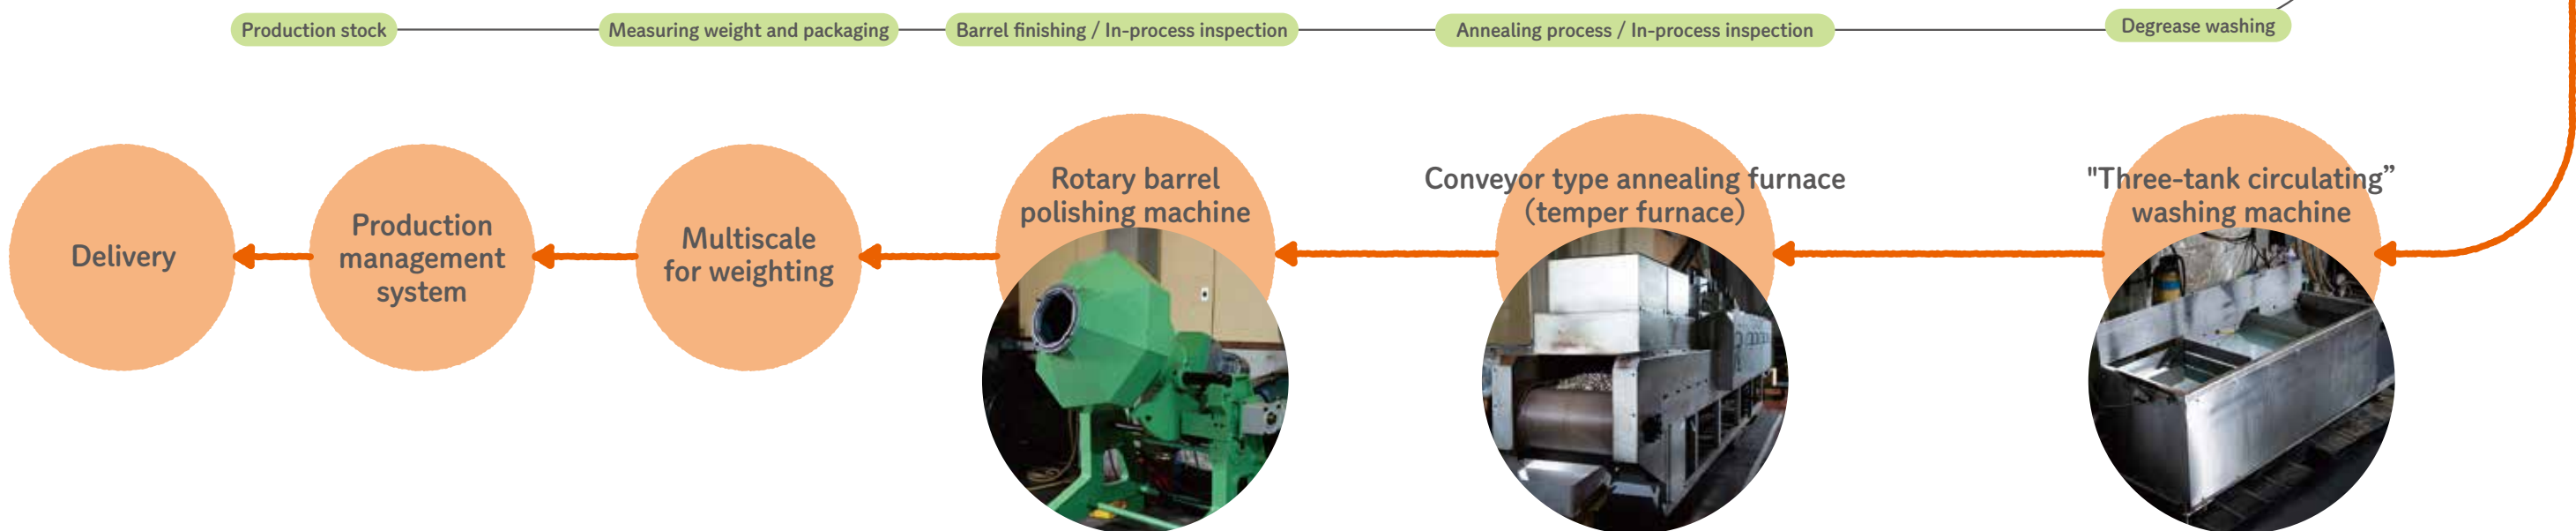 Production stock
Measuring weight and packaging
Barrel finishing / In-process inspection
Annealing process / In-process inspection
Degrease washing
Delivery
Production
management
system
Multiscale
for weighting
Rotary barrel
polishing machine
Conveyor type annealing furnace
(temper furnace)
"Three-tank circulating”
washing machine